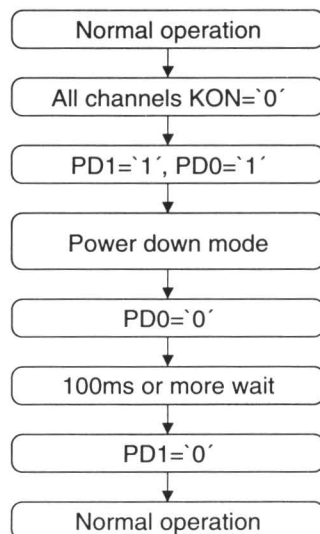 Normal operation
All channels KON=`0´
PD1=`1´, PD0=`1´
Power down mode
PD0=`0´
100ms or more wait
PD1=`0´
Normal operation